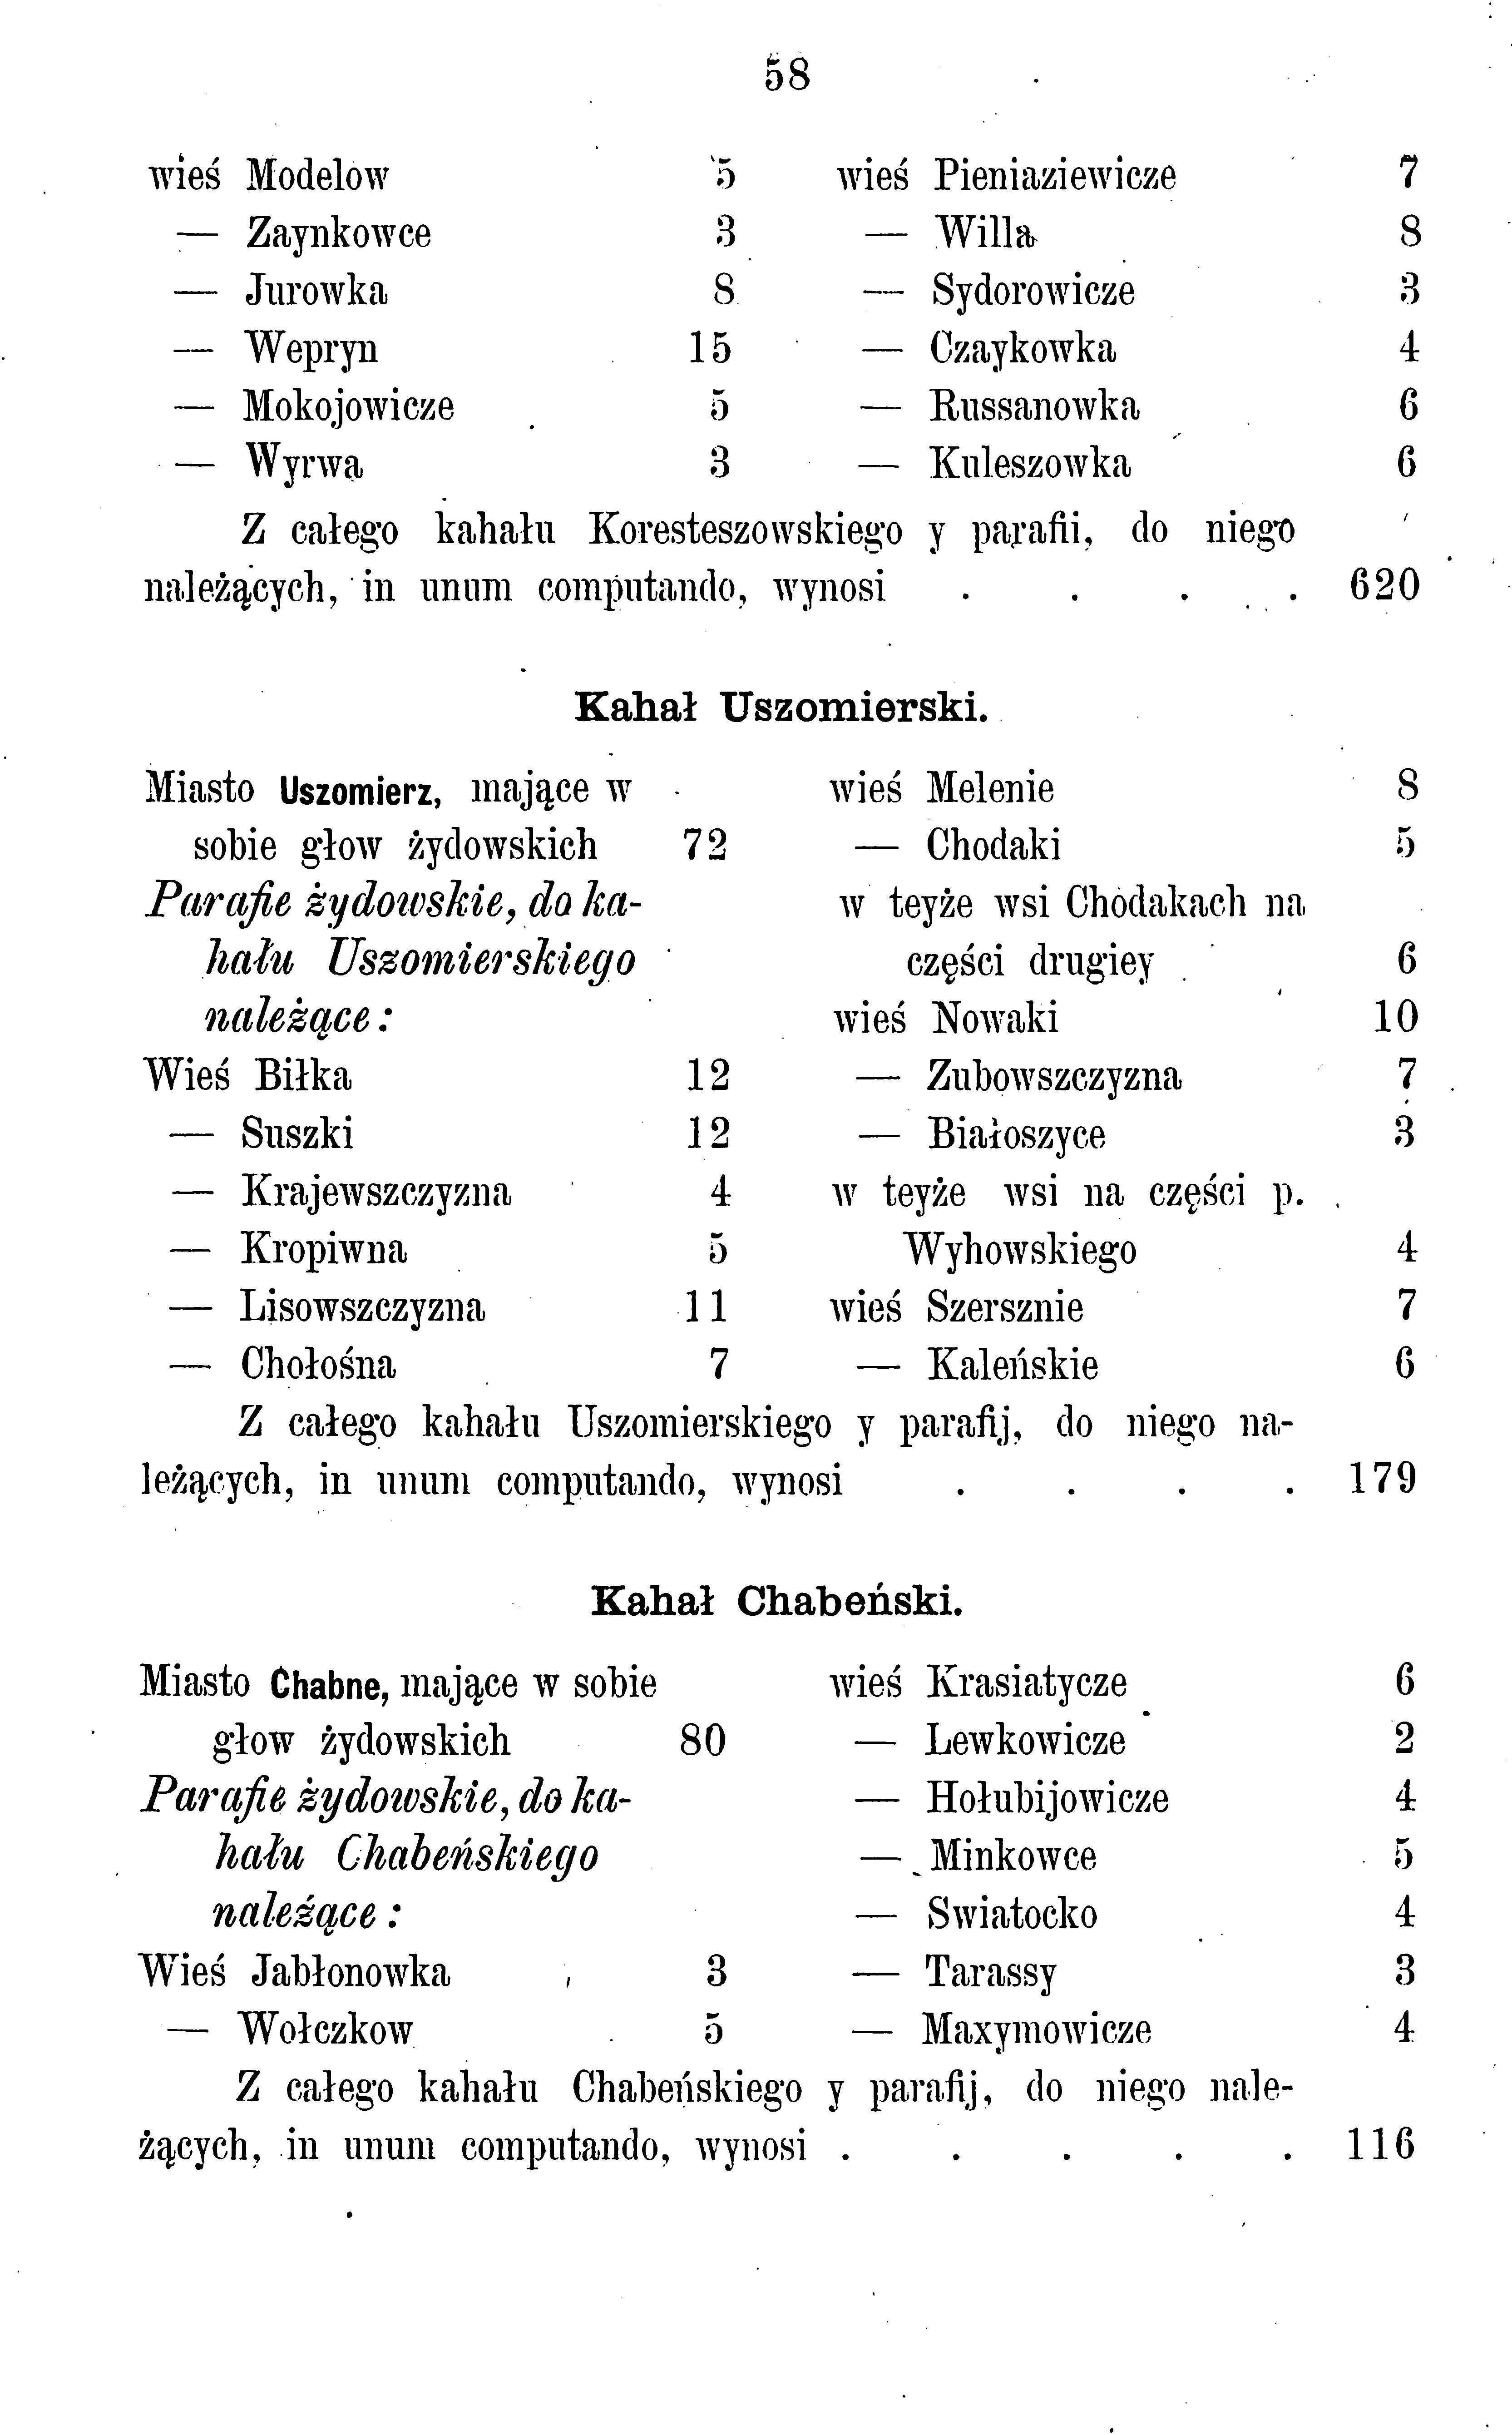 58
wieś Modelow 5
— Zaynkowce 3
— Jurowka 8
— Wepryn 15
— Mokojowicze 5
— Wyrwa 3
wieś Pieniaziewicze 7
— Willa 8
— Sydorowicze 3
— Czaykowka 4
— Russanowka 6
— Kuleszowka 6
Z całego kahału Koresteszowskiego y parafii, do niego
należących, in unum computando, wynosi . . . . 620
Kahał Uszomierski.
Miasto Uszomierz, mające w
sobie głow żydowskich 72
Parafie żydowskie, do ka-
hału Uszomierskiego
należące:
Wieś Biłka 12
— Suszki 12
— Krajewszczyzna 4
— Kropiwna 5
— Lisowszczyzna 11
— Chołośna 7
wieś Melenie 8
— Chodaki 5
w teyże wsi Chodakach na
części drugiey 6
wieś Nowaki 10
— Zubowszczyzna 7
— Białoszyce 3
w teyże wsi na części p.
Wyhowskiego 4
wieś Szersznie 7
— Kaleńskie 6
Z całego kahału Uszomierskiego y parafij, do niego na-
leżących, in unum computando, wynosi . . . . 179
Kahał Chabeński.
Miasto Chabne, mające w sobie
głow żydowskich 80
Parafie żydowskie, do ka-
hału Chabeńskiego
należące:
Wieś Jabłonowka 3
— Wołczkow 5
wieś Krasiatycze 6
— Lewkowicze 2
— Hołubijowicze 4
— Minkowce 5
— Swiatocko 4
— Tarassy 3
— Maxymowicze 4
Z całego kahału Chabeńskiego y parafij, do niego nale-
żących, in unum computando, wynosi . . . . . 116